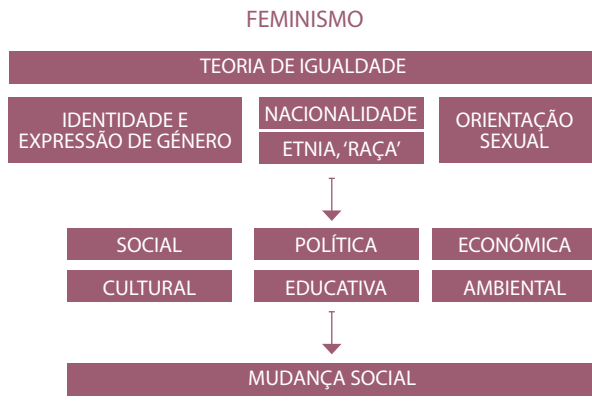 FEMINISMO
TEORIA DE IGUALDADE
IDENTIDADE E
EXPRESSÃO DE GÉNERO
NACIONALIDADE
ETNIA, 'RAÇA'
ORIENTAÇÃO
SEXUAL
SOCIAL
POLÍTICA
ECONÓMICA
CULTURAL
EDUCATIVA
AMBIENTAL
MUDANÇA SOCIAL